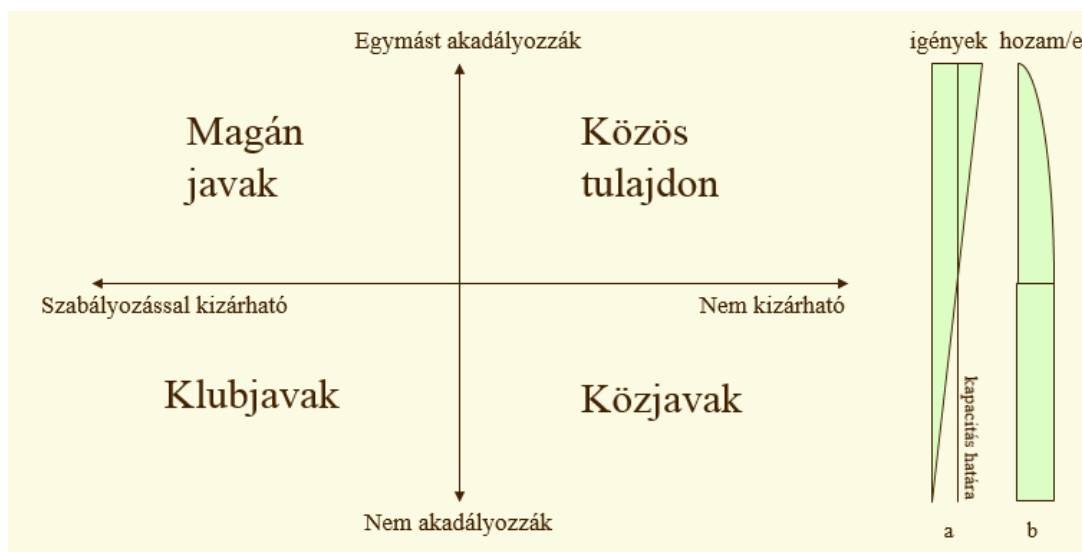 Egymást akadályozzák
igények hozam/e
Magán
javak
Közös
tulajdon
Szabályozással kizárható
Nem kizárható
Klubjavak
Közjavak
kapacitás határa
Nem akadályozzák
a
b